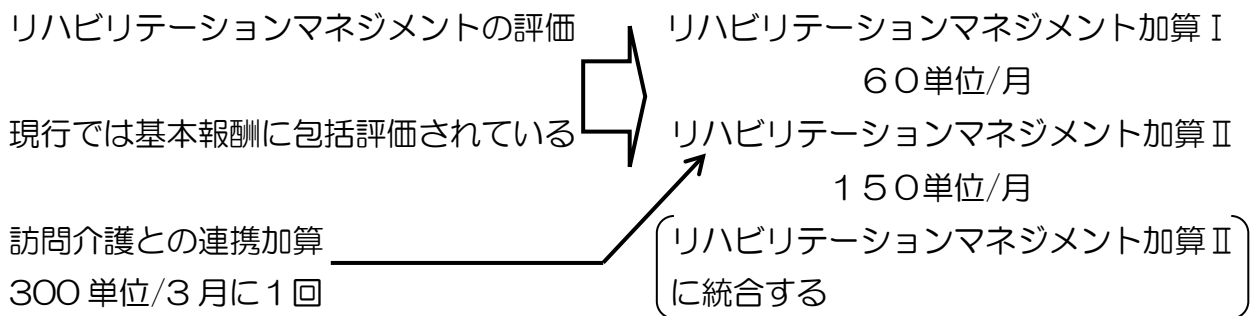 リハビリテーションマネジメントの評価
現行では基本報酬に包括評価されている
訪問介護との連携加算
300単位/3月に1回
リハビリテーションマネジメント加算Ⅰ
60単位/月
リハビリテーションマネジメント加算Ⅱ
150単位/月
リハビリテーションマネジメント加算Ⅱ
に統合する